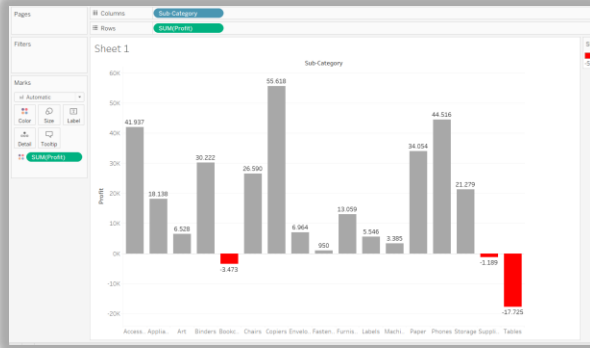 Pages
Columns
Sub-Category
Rows
SUM(Profit)
Filters
Sheet 1
Sub-Category
Marks
Automatic
Color Size Label
Detail Tooltip
SUM(Profit)
Profit
60K
50K
40K
30K
20K
10K
0K
-10K
-20K
41.937
18.138
6.528
30.222
-3.473
26.590
55.618
6.964
950
13.059
5.546
3.385
34.054
44.516
21.279
-1.189
-17.725
Access.. Applia.. Art Binders Bookc.. Chairs Copiers Envelo.. Fasten.. Furnis.. Labels Machi.. Paper Phones Storage Suppli.. Tables